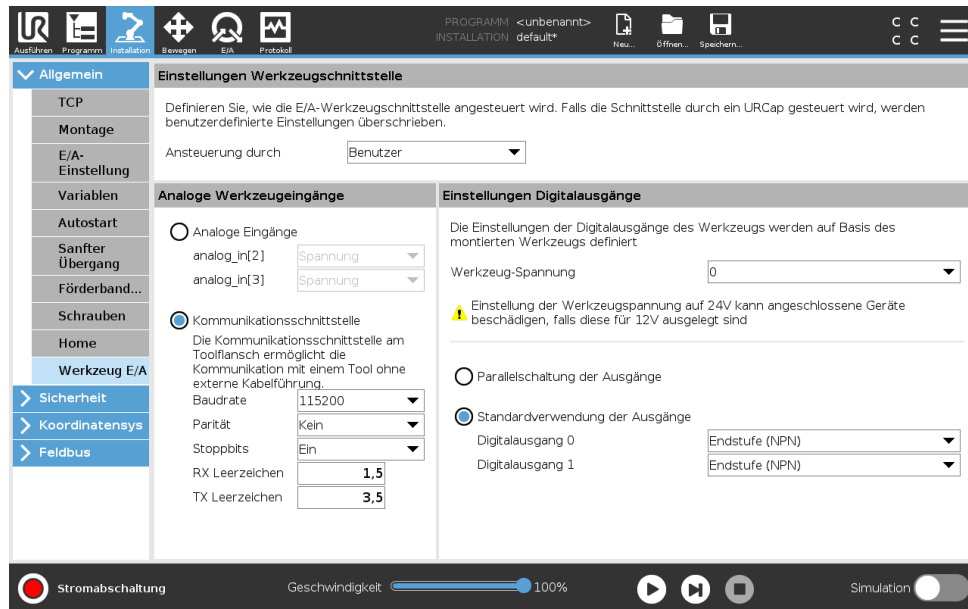 PROGRAMM <unbenannt>
INSTALLATION default*
Ausführen Programm Installation Bewegen E/A Protokoll
Neu... Öffnen... Speichern...
C C
C C
Allgemein
TCP
Montage
E/A-
Einstellung
Variablen
Autostart
Sanfter
Übergang
Förderband...
Schrauben
Home
Werkzeug E/A
Sicherheit
Koordinatensys
Feldbus
Einstellungen Werkzeugschnittstelle
Definieren Sie, wie die E/A-Werkzeugschnittstelle angesteuert wird. Falls die Schnittstelle durch ein URCap gesteuert wird, werden
benutzerdefinierte Einstellungen überschrieben.
Ansteuerung durch Benutzer
Analoge Werkzeugeingänge
Analoge Eingänge
analog_in[2] Spannung
analog_in[3] Spannung
Kommunikationsschnittstelle
Die Kommunikationsschnittstelle am
Toolflansch ermöglicht die
Kommunikation mit einem Tool ohne
externe Kabelführung.
Baudrate 115200
Parität Kein
Stoppbits Ein
RX Leerzeichen 1,5
TX Leerzeichen 3,5
Einstellungen Digitalausgänge
Die Einstellungen der Digitalausgänge des Werkzeugs werden auf Basis des
montierten Werkzeugs definiert
Werkzeug-Spannung 0
Einstellung der Werkzeugspannung auf 24V kann angeschlossene Geräte
beschädigen, falls diese für 12V ausgelegt sind
Parallelschaltung der Ausgänge
Standardverwendung der Ausgänge
Digitalausgang 0 Endstufe (NPN)
Digitalausgang 1 Endstufe (NPN)
Stromabschaltung Geschwindigkeit 100% Simulation